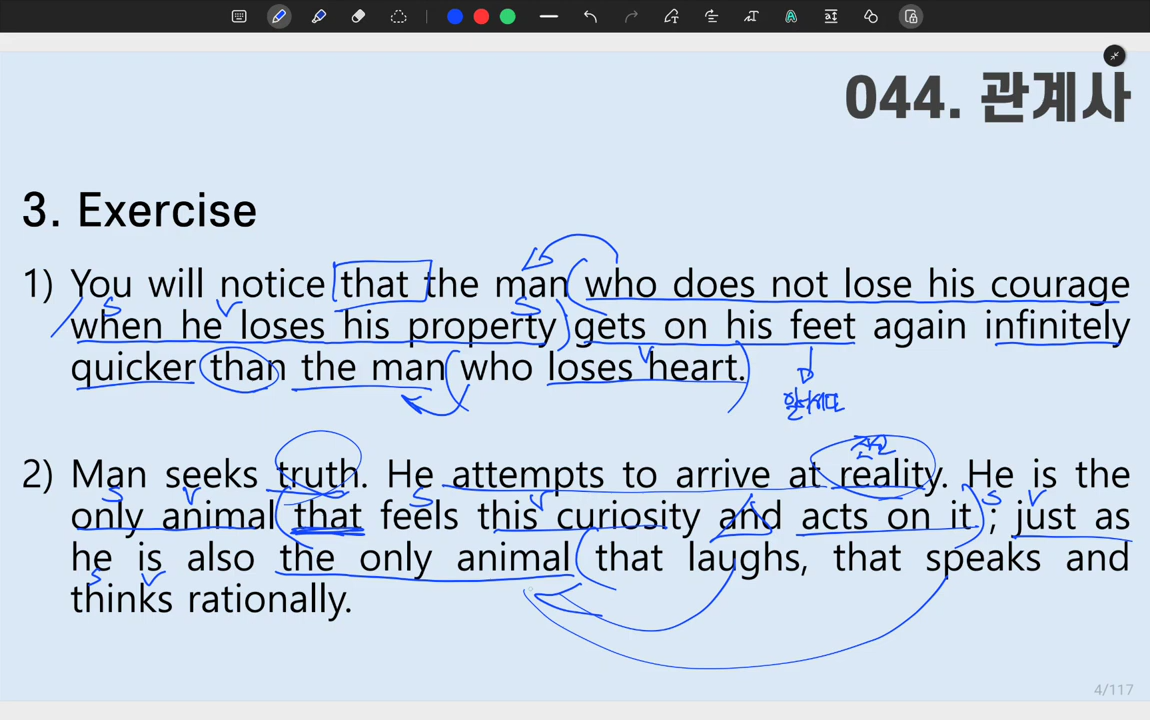 044. 관계사
3. Exercise
1) You will notice that the man who does not lose his courage
when he loses his property gets on his feet again infinitely
quicker than the man who loses heart.
일어서다
2) Man seeks truth. He attempts to arrive at reality. He is the
only animal that feels this curiosity and acts on it, just as
he is also the only animal that laughs, that speaks and
thinks rationally.
S V S V
S V S V S V
S V
4/117